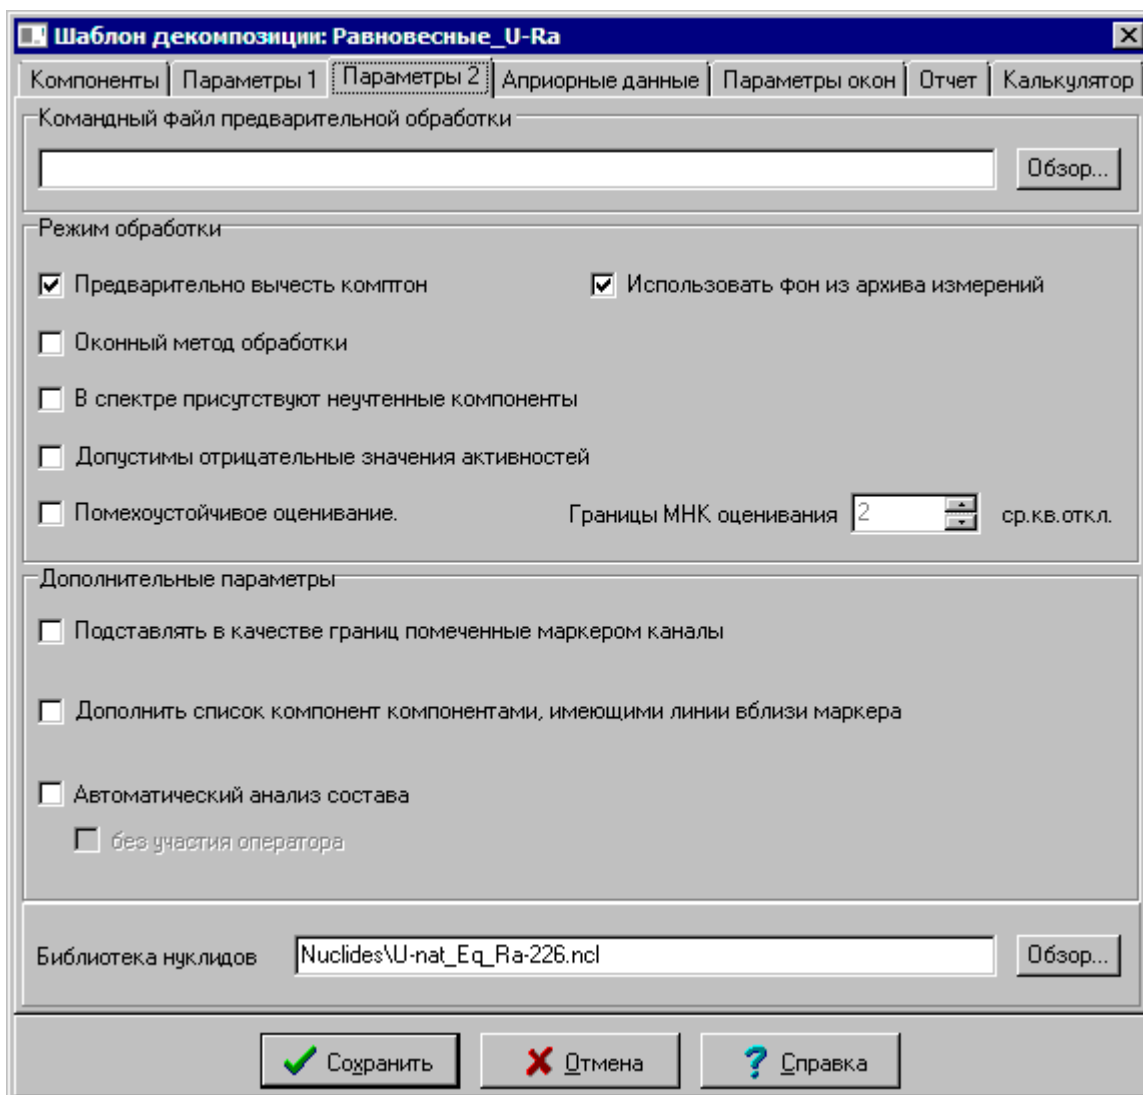 Шаблон декомпозиции: Равновесные_U-Ra
Компоненты Параметры 1 Параметры 2 Априорные данные Параметры окон Отчет Калькулятор
Командный файл предварительной обработки
Обзор...
Режим обработки
Предварительно вычесть комптон Использовать фон из архива измерений
Оконный метод обработки
В спектре присутствуют неучтенные компоненты
Допустимы отрицательные значения активностей
Помехоустойчивое оценивание. Границы МНК оценивания 2 ср.кв.откл.
Дополнительные параметры
Подставлять в качестве границ помеченные маркером каналы
Дополнить список компонент компонентами, имеющими линии вблизи маркера
Автоматический анализ состава
без участия оператора
Библиотека нуклидов Nuclides\U-nat_Eq_Ra-226.ncl Обзор...
Сохранить Отмена Справка